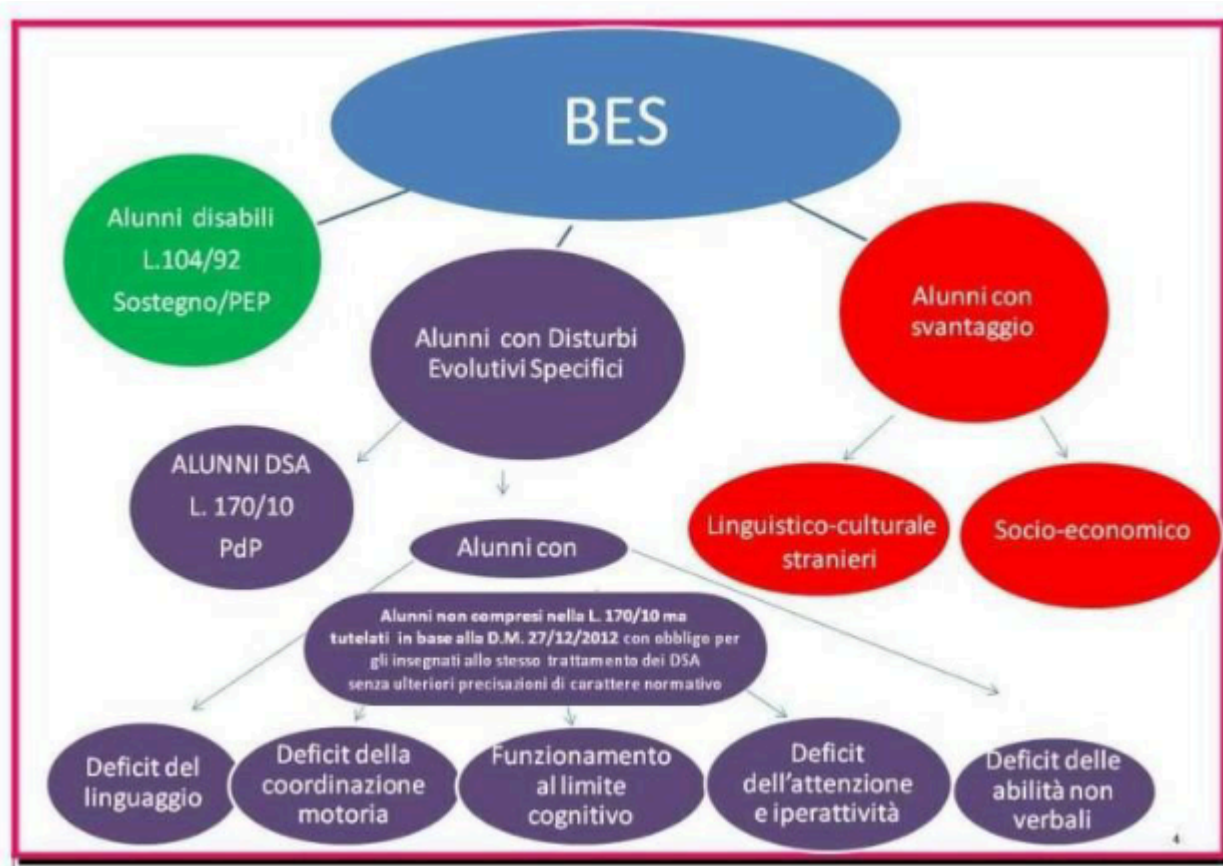 BES
Alunni disabili
L.104/92
Sostegno/PEP
Alunni con Disturbi
Evolutivi Specifici
Alunni con
svantaggio
ALUNNI DSA
L. 170/10
PdP
Alunni con
Linguistico-culturale
stranieri
Socio-economico
Alunni non compresi nella L. 170/10 ma
tutelati in base alla D.M. 27/12/2012 con obbligo per
gli insegnati allo stesso trattamento dei DSA
senza ulteriori precisazioni di carattere normativo
Deficit del
linguaggio
Deficit della
coordinazione
motoria
Funzionamento
al limite
cognitivo
Deficit
dell'attenzione
e iperattività
Deficit delle
abilità non
verbali
4